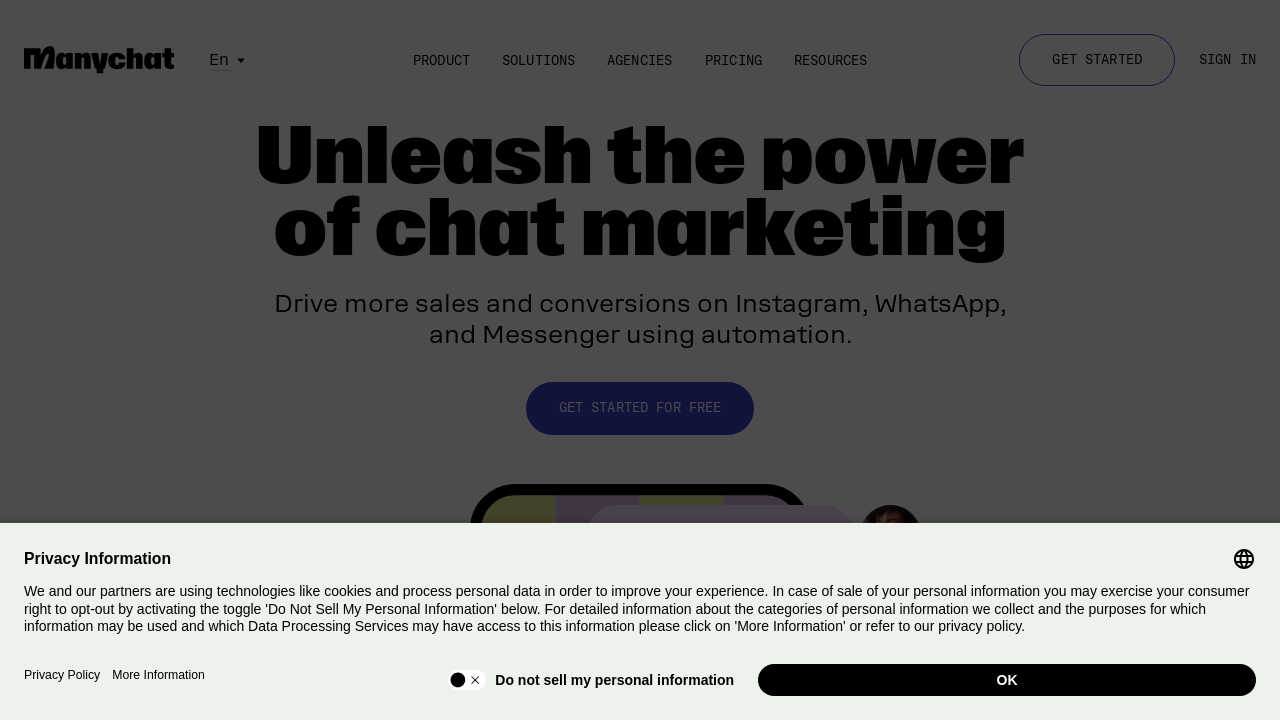 Manychat
En
PRODUCT
SOLUTIONS
AGENCIES
PRICING
RESOURCES
GET STARTED
SIGN IN
Unleash the power
of chat marketing
Drive more sales and conversions on Instagram, WhatsApp,
and Messenger using automation.
GET STARTED FOR FREE
Privacy Information
We and our partners are using technologies like cookies and process personal data in order to improve your experience. In case of sale of your personal information you may exercise your consumer
right to opt-out by activating the toggle 'Do Not Sell My Personal Information' below. For detailed information about the categories of personal information we collect and the purposes for which
information may be used and which Data Processing Services may have access to this information please click on 'More Information' or refer to our privacy policy.
Privacy Policy
More Information
Do not sell my personal information
OK